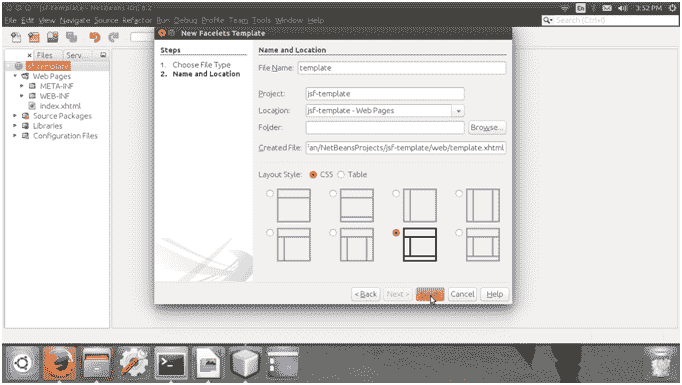 jsf-template - NetBeans IDE 8.2
En
3:52 PM
File Edit View Navigate Source Refactor Run Debug Profile Team Tools Window Help
Search (Ctrl+I)
Files
Serv...
jsf-template
Web Pages
META-INF
WEB-INF
index.xhtml
Source Packages
Libraries
Configuration Files
New Facelets Template
Steps
1. Choose File Type
2. Name and Location
Name and Location
File Name: template
Project: jsf-template
Location: jsf-template - Web Pages
Folder:
Browse...
Created File: an/NetBeansProjects/jsf-template/web/template.xhtml
Layout Style: CSS Table
< Back Next > Cancel Help